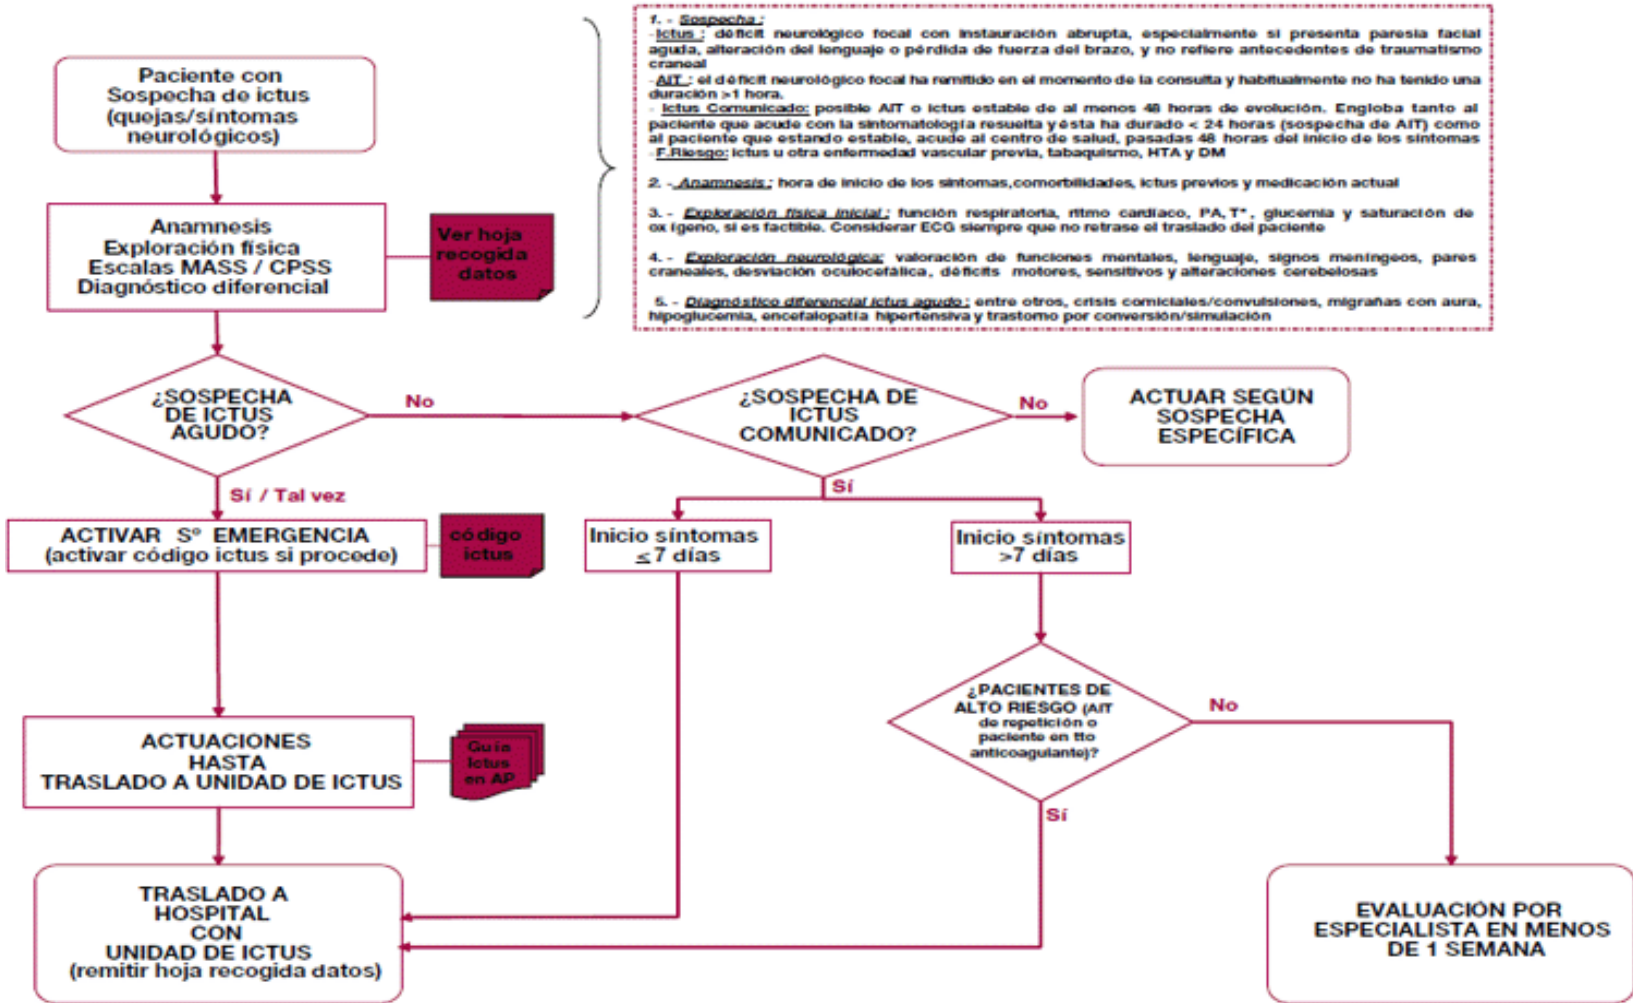 Paciente con
Sospecha de ictus
(quejas/síntomas
neurológicos)
1. - Sospecha :
-Ictus : déficit neurológico focal con instauración abrupta, especialmente si presenta paresia facial
aguda, alteración del lenguaje o pérdida de fuerza del brazo, y no refiere antecedentes de traumatismo
craneal
-AIT : el déficit neurológico focal ha remitido en el momento de la consulta y habitualmente no ha tenido una
duración >1 hora.
- Ictus Comunicado: posible AIT o ictus estable de al menos 48 horas de evolución. Engloba tanto al
paciente que acude con la sintomatología resuelta y ésta ha durado < 24 horas (sospecha de AIT) como
al paciente que estando estable, acude al centro de salud, pasadas 48 horas del inicio de los síntomas
-F.Riesgo: ictus u otra enfermedad vascular previa, tabaquismo, HTA y DM
2. - Anamnesis : hora de inicio de los síntomas,comorbilidades, ictus previos y medicación actual
3. - Exploración física inicial : función respiratoria, ritmo cardiaco, PA, Tª, glucemia y saturación de
ox ígeno, si es factible. Considerar ECG siempre que no retrase el traslado del paciente
4. - Exploración neurológica: valoración de funciones mentales, lenguaje, signos meníngeos, pares
craneales, desviación oculocefálica, déficits motores, sensitivos y alteraciones cerebelosas
5. - Diagnóstico diferencial ictus agudo : entre otros, crisis comiciales/convulsiones, migrañas con aura,
hipoglucemia, encefalopatía hipertensiva y trastorno por conversión/simulación
Anamnesis
Exploración física
Escalas MASS / CPSS
Diagnóstico diferencial
Ver hoja
recogida
datos
¿SOSPECHA
DE ICTUS
AGUDO?
No
¿SOSPECHA DE
ICTUS
COMUNICADO?
No
ACTUAR SEGÚN
SOSPECHA
ESPECÍFICA
Sí / Tal vez
Sí
ACTIVAR Sº EMERGENCIA
(activar código ictus si procede)
código
ictus
Inicio síntomas
≤ 7 días
Inicio síntomas
>7 días
¿PACIENTES DE
ALTO RIESGO (AIT
de repetición o
paciente en tto
anticoagulante)?
No
Sí
ACTUACIONES
HASTA
TRASLADO A UNIDAD DE ICTUS
Guía
Ictus
en AP
TRASLADO A
HOSPITAL
CON
UNIDAD DE ICTUS
(remitir hoja recogida datos)
EVALUACIÓN POR
ESPECIALISTA EN MENOS
DE 1 SEMANA